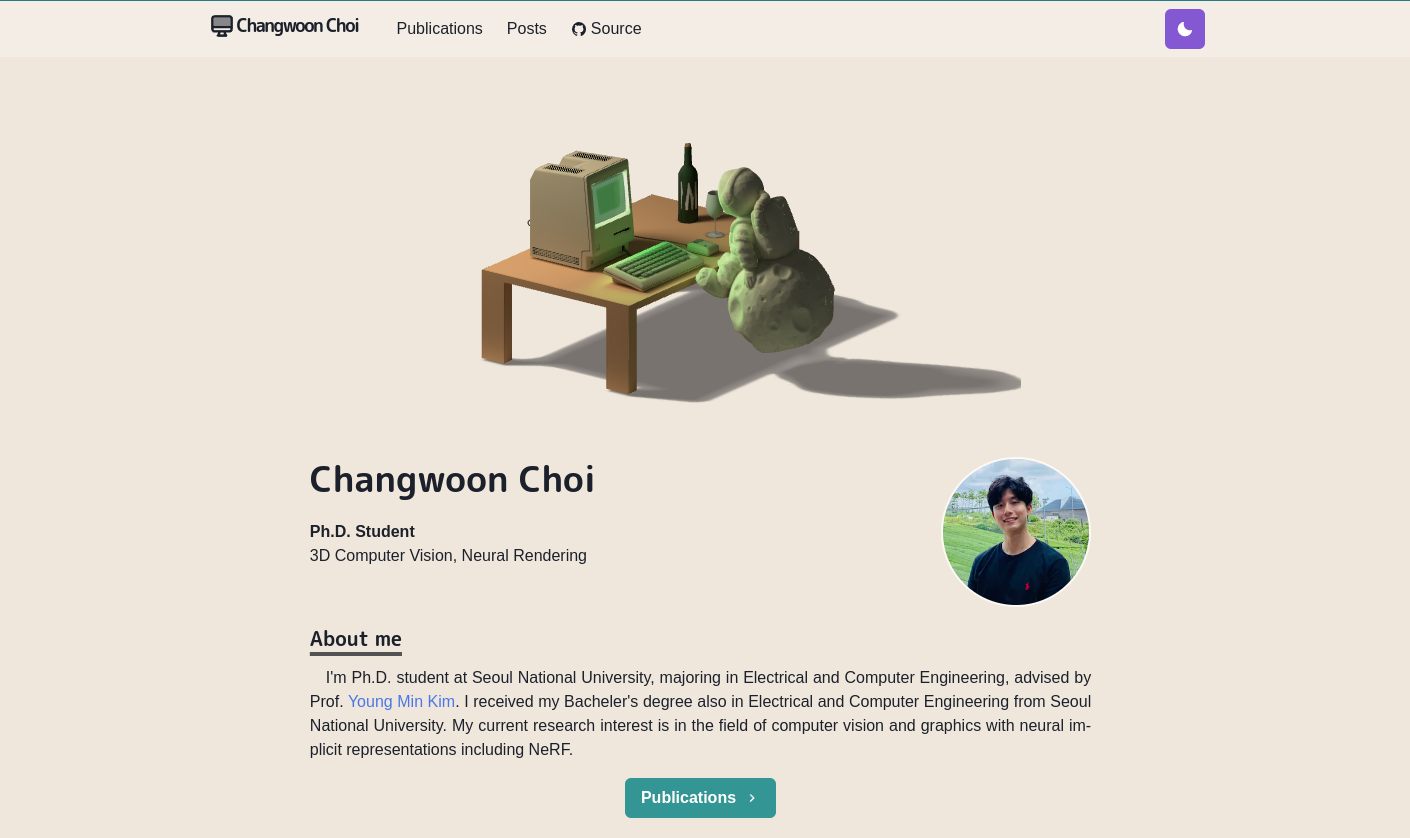 Changwoon Choi
Publications
Posts
Source
Changwoon Choi
Ph.D. Student
3D Computer Vision, Neural Rendering
About me
I'm Ph.D. student at Seoul National University, majoring in Electrical and Computer Engineering, advised by
Prof. Young Min Kim. I received my Bacheler's degree also in Electrical and Computer Engineering from Seoul
National University. My current research interest is in the field of computer vision and graphics with neural im-
plicit representations including NeRF.
Publications